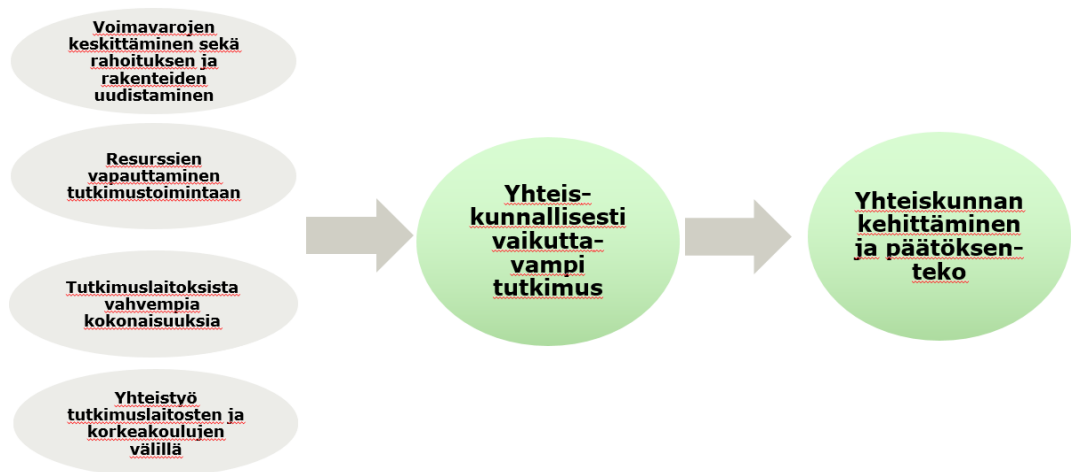 Voimavarojen
keskittäminen sekä
rahoituksen ja
rakenteiden
uudistaminen
Resurssien
vapauttaminen
tutkimustoimintaan
Tutkimuslaitoksista
vahvempia
kokonaisuuksia
Yhteistyö
tutkimuslaitosten ja
korkeakoulujen
välillä
Yhteis-
kunnallisesti
vaikutta-
vampi
tutkimus
Yhteiskunnan
kehittäminen
ja päätöksen-
teko